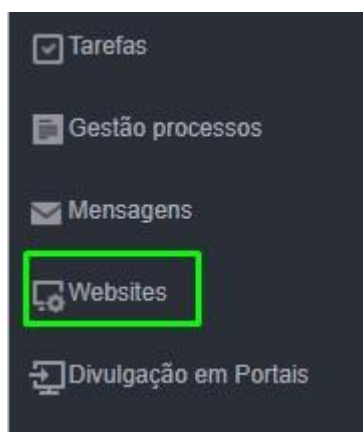 Tarefas
Gestão processos
Mensagens
Websites
Divulgação em Portais